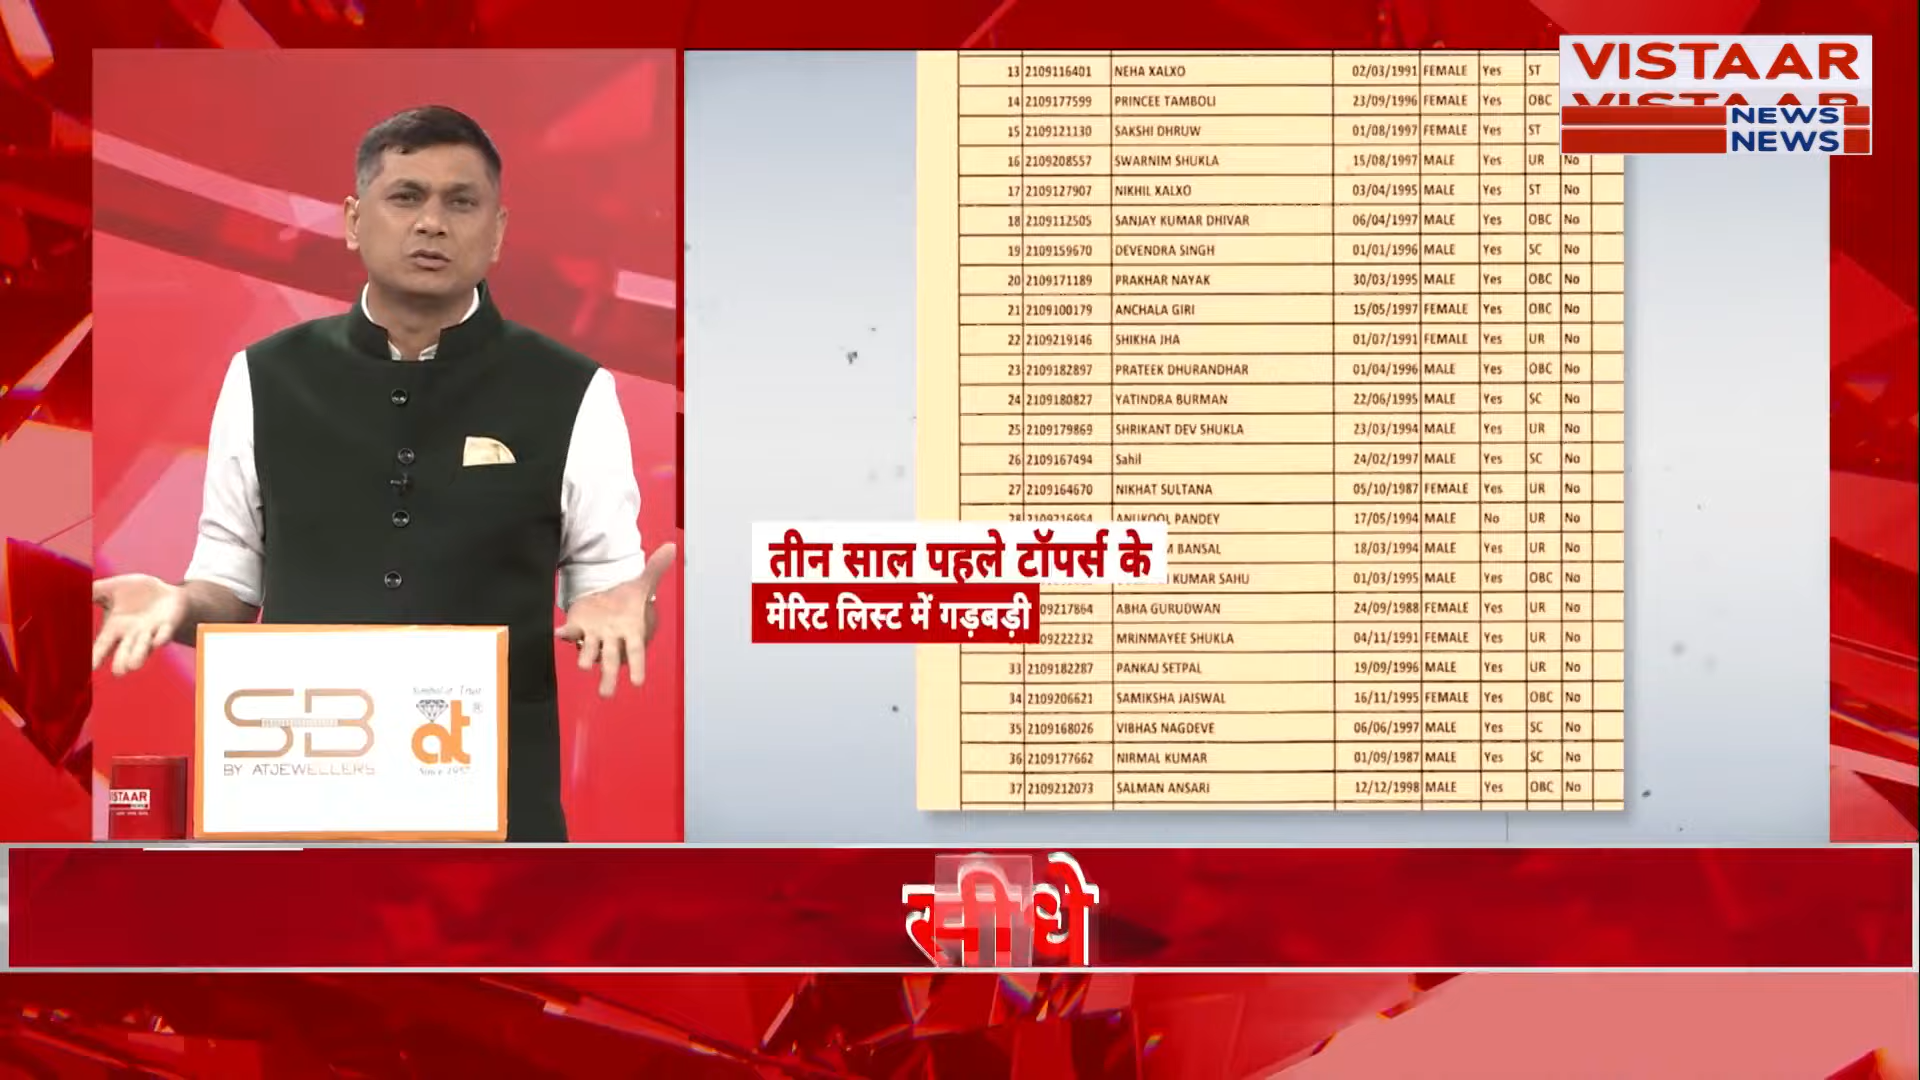 VISTAAR
VISTAAR
NEWS
NEWS
13 2109116401 NEHA XALXO 02/03/1991 FEMALE Yes ST
14 2109177599 PRINCEE TAMBOLI 23/09/1996 FEMALE Yes OBC
15 2109121130 SAKSHI DHRUW 01/08/1997 FEMALE Yes ST
16 2109208557 SWARNIM SHUKLA 15/08/1997 MALE Yes UR No
17 2109127907 NIKHIL XALXO 03/04/1995 MALE Yes ST No
18 2109112505 SANJAY KUMAR DHIVAR 06/04/1997 MALE Yes OBC No
19 2109159670 DEVENDRA SINGH 01/01/1996 MALE Yes SC No
20 2109171189 PRAKHAR NAYAK 30/03/1995 MALE Yes OBC No
21 2109100179 ANCHALA GIRI 15/05/1997 FEMALE Yes OBC No
22 2109219146 SHIKHA JHA 01/07/1991 FEMALE Yes UR No
23 2109182897 PRATEEK DHURANDHAR 01/04/1996 MALE Yes OBC No
24 2109180827 YATINDRA BURMAN 22/06/1995 MALE Yes SC No
25 2109179869 SHRIKANT DEV SHUKLA 23/03/1994 MALE Yes UR No
26 2109167494 Sahil 24/02/1997 MALE Yes SC No
27 2109164670 NIKHAT SULTANA 05/10/1987 FEMALE Yes UR No
28 2109216954 ANUKOOL PANDEY 17/05/1994 MALE No UR No
M BANSAL 18/03/1994 MALE Yes UR No
KUMAR SAHU 01/03/1995 MALE Yes OBC No
09217864 ABHA GURUDWAN 24/09/1988 FEMALE Yes UR No
09222232 MRINMAYEE SHUKLA 04/11/1991 FEMALE Yes UR No
33 2109182287 PANKAJ SETPAL 19/09/1996 MALE Yes UR No
34 2109206621 SAMIKSHA JAISWAL 16/11/1995 FEMALE Yes OBC No
35 2109168026 VIBHAS NAGDEVE 06/06/1997 MALE Yes SC No
36 2109177662 NIRMAL KUMAR 01/09/1987 MALE Yes SC No
37 2109212073 SALMAN ANSARI 12/12/1998 MALE Yes OBC No
तीन साल पहले टॉपर्स के
मेरिट लिस्ट में गड़बड़ी
SB
BY ATJEWELLERS
at
Since 1957
ISTAAR
सीधे